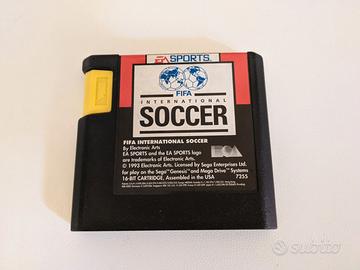 EA SPORTS
FIFA
INTERNATIONAL
SOCCER
FIFA INTERNATIONAL SOCCER
By Electronic Arts
EA SPORTS and the EA SPORTS logo
are trademarks of Electronic Arts.
© 1993 Electronic Arts. Licensed by Sega Enterprises Ltd.
for play on the Sega™ Genesis™ and Mega Drive™ Systems
16-BIT CARTRIDGE, Assembled in the USA
7255
ECA
subito